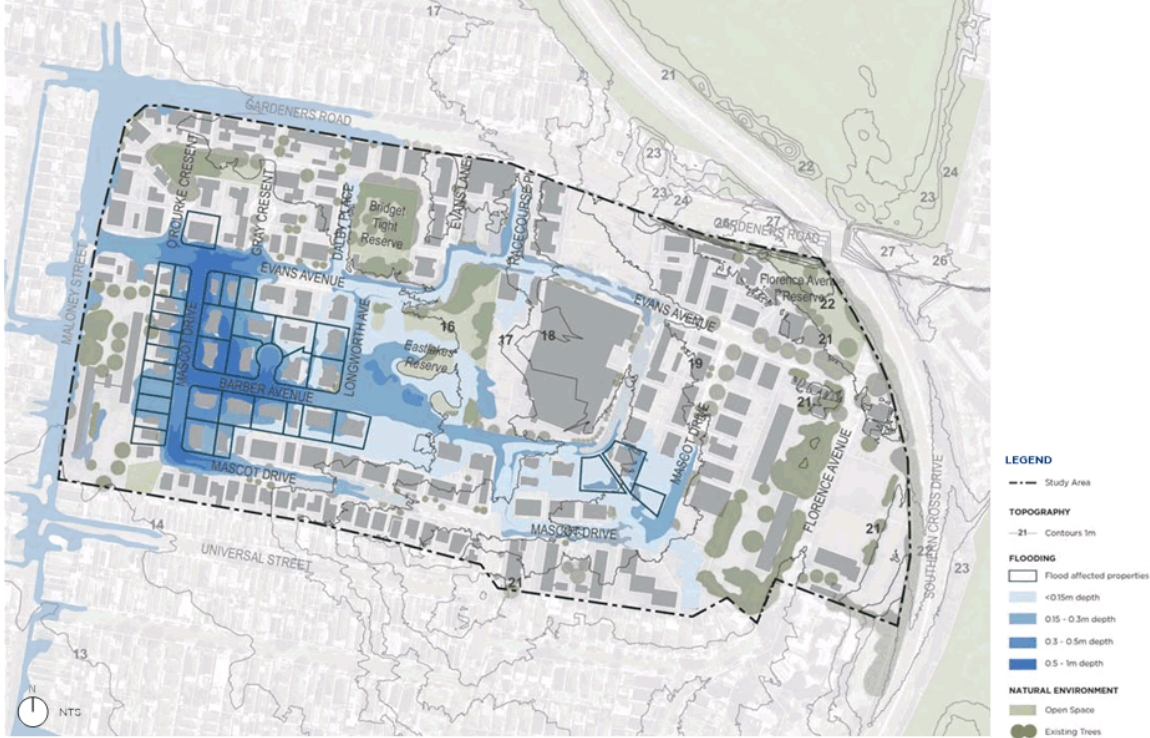 17
21
GARDENERS ROAD
O'ROURKE CRESENT
GRAY CRESENT
DALBY PLACE
EVANS LANE
RACECOURSE PL
23
22
24
23
24
23
26
27
GARDENERS ROAD
27
26
Bridget
Tight
Reserve
MALONEY STREET
EVANS AVENUE
Florence Aven
Reserve
22
EVANS AVENUE
MASCOT DRIVE
LONGWORTH AVE
16
17
18
21
Eastlakes
Reserve
19
BARBER AVENUE
21
MASCOT DRIVE
FLORENCE AVENUE
MASCOT DRIVE
MASCOT DRIVE
14
21
22
UNIVERSAL STREET
21
SOUTHERN CROSS DRIVE
23
13
N
NTS
LEGEND
Study Area
TOPOGRAPHY
21 Contours 1m
FLOODING
Flood affected properties
<0.15m depth
0.15 - 0.3m depth
0.3 - 0.5m depth
0.5 - 1m depth
NATURAL ENVIRONMENT
Open Space
Existing Trees